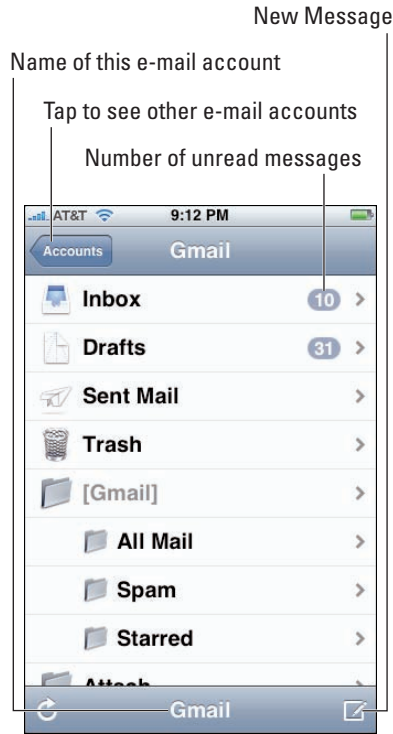 New Message
Name of this e-mail account
Tap to see other e-mail accounts
Number of unread messages
AT&T 9:12 PM
Accounts Gmail
Inbox 10
Drafts 31
Sent Mail
Trash
[Gmail]
All Mail
Spam
Starred
Gmail